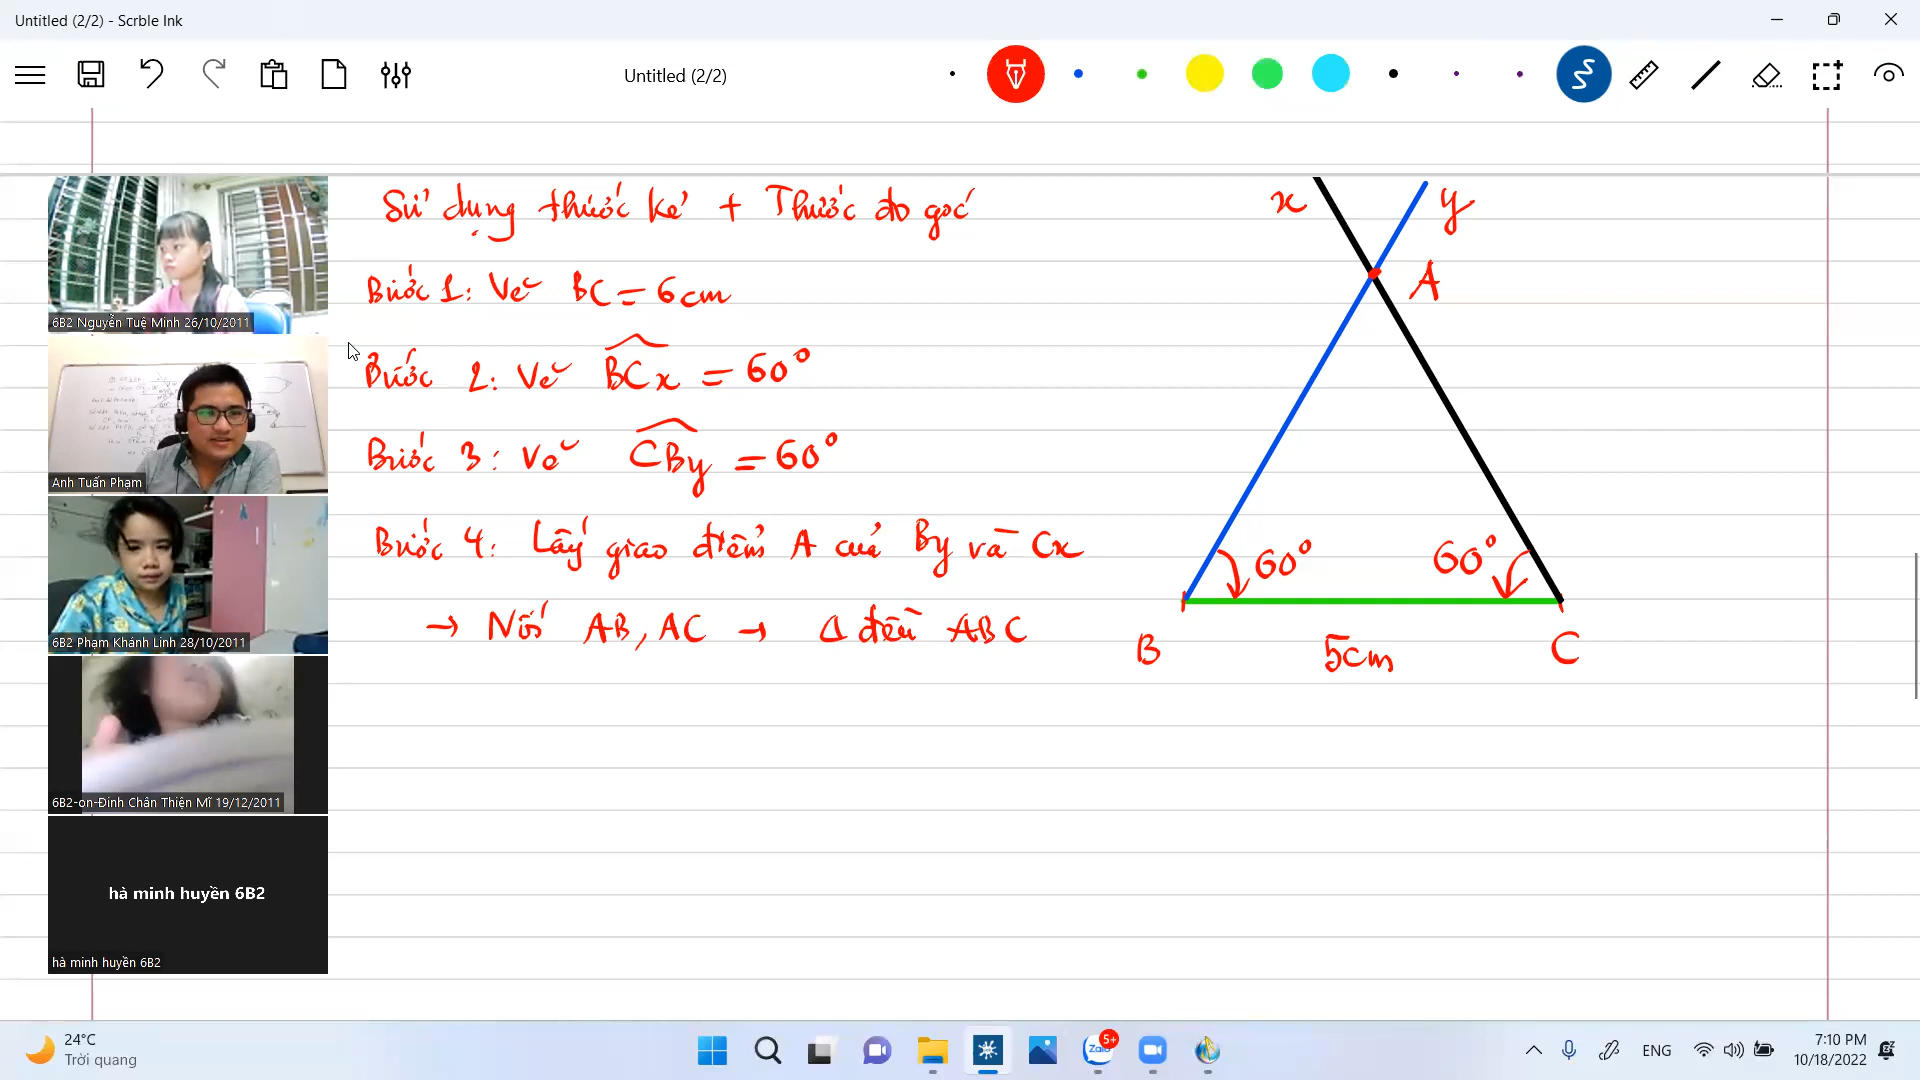 Untitled (2/2) - Scrble Ink
Untitled (2/2)
Sử dụng thước kẻ + Thước đo góc
Bước 1: Vẽ BC = 6cm
Bước 2: Vẽ BCx = 60°
Bước 3: Vẽ CBy = 60°
Bước 4: Lấy giao điểm A của By và Cx
→ Nối AB, AC → Δ đều ABC
x
y
A
60°
60°
B
5cm
C
6B2 Nguyễn Tuệ Minh 26/10/2011
Anh Tuấn Phạm
6B2 Phạm Khánh Linh 28/10/2011
6B2-on-Đinh Chân Thiện Mĩ 19/12/2011
hà minh huyền 6B2
hà minh huyền 6B2
24°C
Trời quang
Zalo
5+
ENG
7:10 PM
10/18/2022